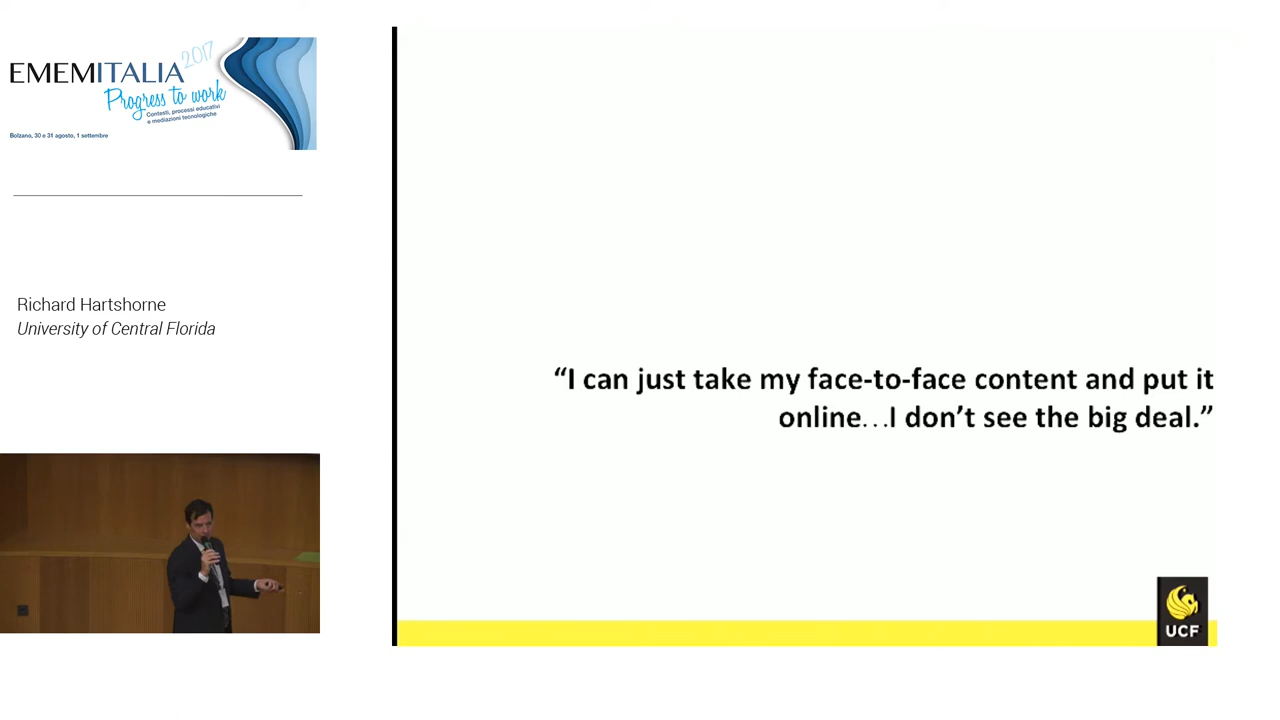 EMEMITALIA 2017
Progress to work
Contesti, processi educativi
e mediazioni tecnologiche
Bolzano, 30 e 31 agosto, 1 settembre
Richard Hartshorne
University of Central Florida
“I can just take my face-to-face content and put it
online…I don’t see the big deal.”
UCF